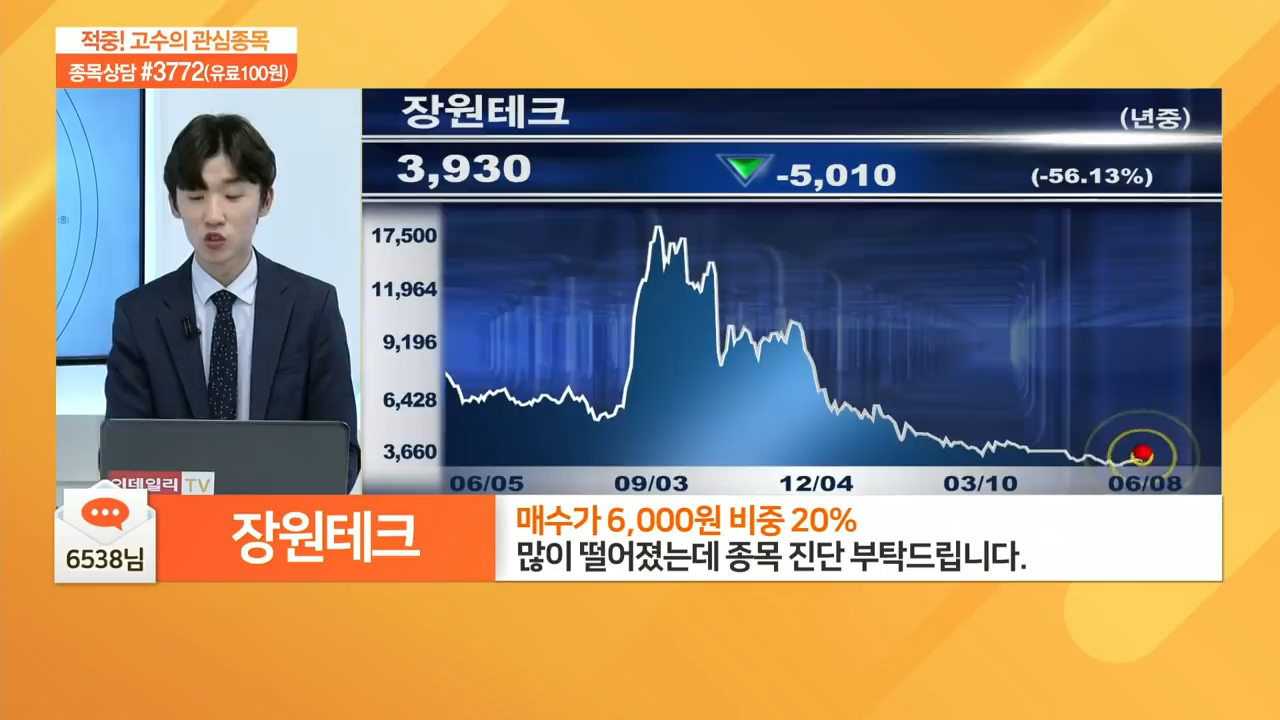 적중! 고수의 관심종목
종목상담 #3772(유료100원)
장원테크
(년중)
3,930 -5,010 (-56.13%)
17,500
11,964
9,196
6,428
3,660
06/05 09/03 12/04 03/10 06/08
이데일리 TV
6538님
장원테크
매수가 6,000원 비중 20%
많이 떨어졌는데 종목 진단 부탁드립니다.